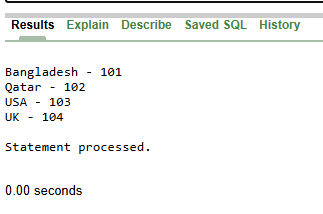 Results Explain Describe Saved SQL History
Bangladesh - 101
Qatar - 102
USA - 103
UK - 104
Statement processed.
0.00 seconds